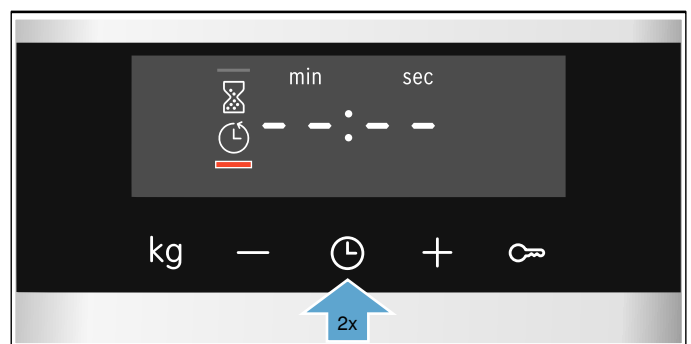 min sec
--:--
kg − +
2x